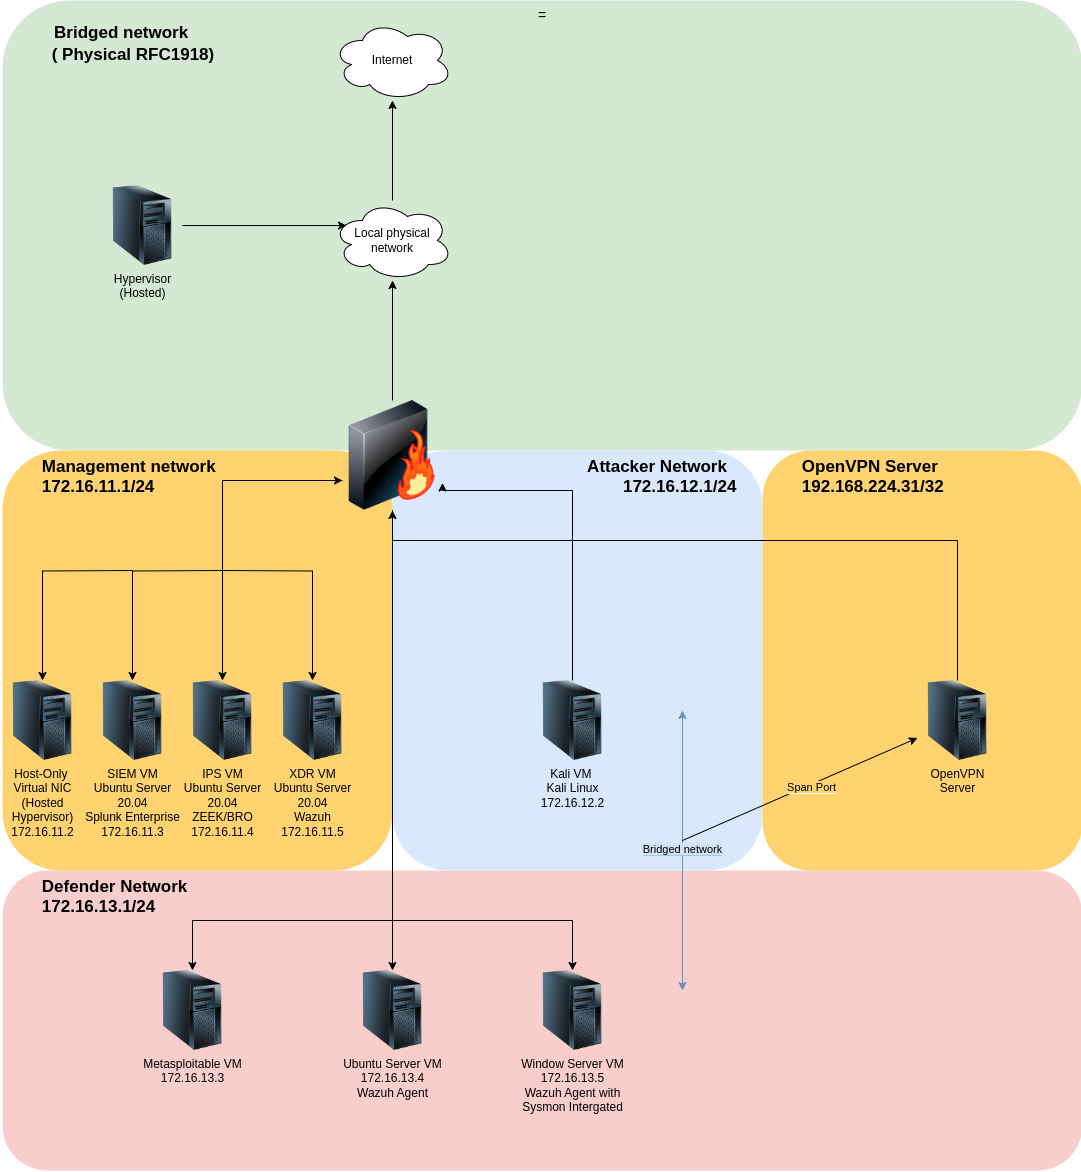 =
Bridged network
( Physical RFC1918)
Internet
Local physical
network
Hypervisor
(Hosted)
Management network
172.16.11.1/24
Attacker Network
172.16.12.1/24
OpenVPN Server
192.168.224.31/32
Host-Only
Virtual NIC
(Hosted
Hypervisor)
172.16.11.2
SIEM VM
Ubuntu Server
20.04
Splunk Enterprise
172.16.11.3
IPS VM
Ubuntu Server
20.04
ZEEK/BRO
172.16.11.4
XDR VM
Ubuntu Server
20.04
Wazuh
172.16.11.5
Kali VM
Kali Linux
172.16.12.2
OpenVPN
Server
Span Port
Bridged network
Defender Network
172.16.13.1/24
Metasploitable VM
172.16.13.3
Ubuntu Server VM
172.16.13.4
Wazuh Agent
Window Server VM
172.16.13.5
Wazuh Agent with
Sysmon Intergated